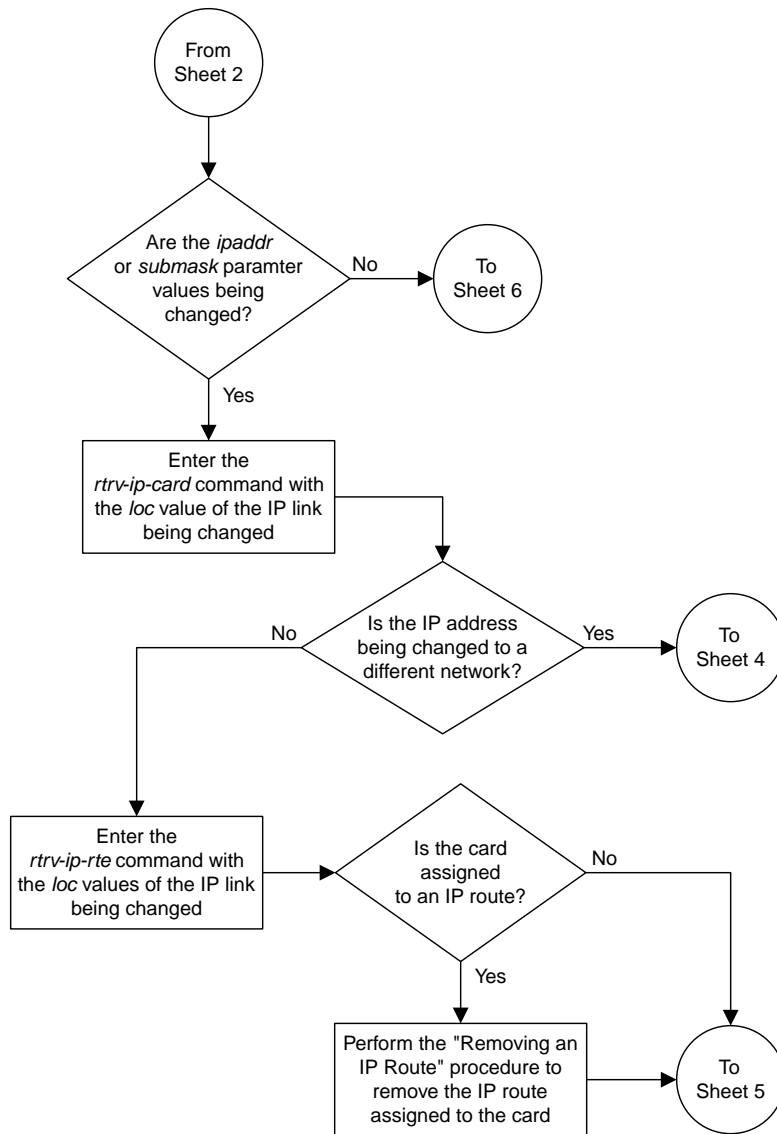 From
Sheet 2
Are the ipaddr
or submask paramter
values being
changed?
No
To
Sheet 6
Yes
Enter the
rtrv-ip-card command with
the loc value of the IP link
being changed
No
Is the IP address
being changed to a
different network?
Yes
To
Sheet 4
Enter the
rtrv-ip-rte command with
the loc values of the IP link
being changed
Is the card
assigned
to an IP route?
No
Yes
Perform the "Removing an
IP Route" procedure to
remove the IP route
assigned to the card
To
Sheet 5